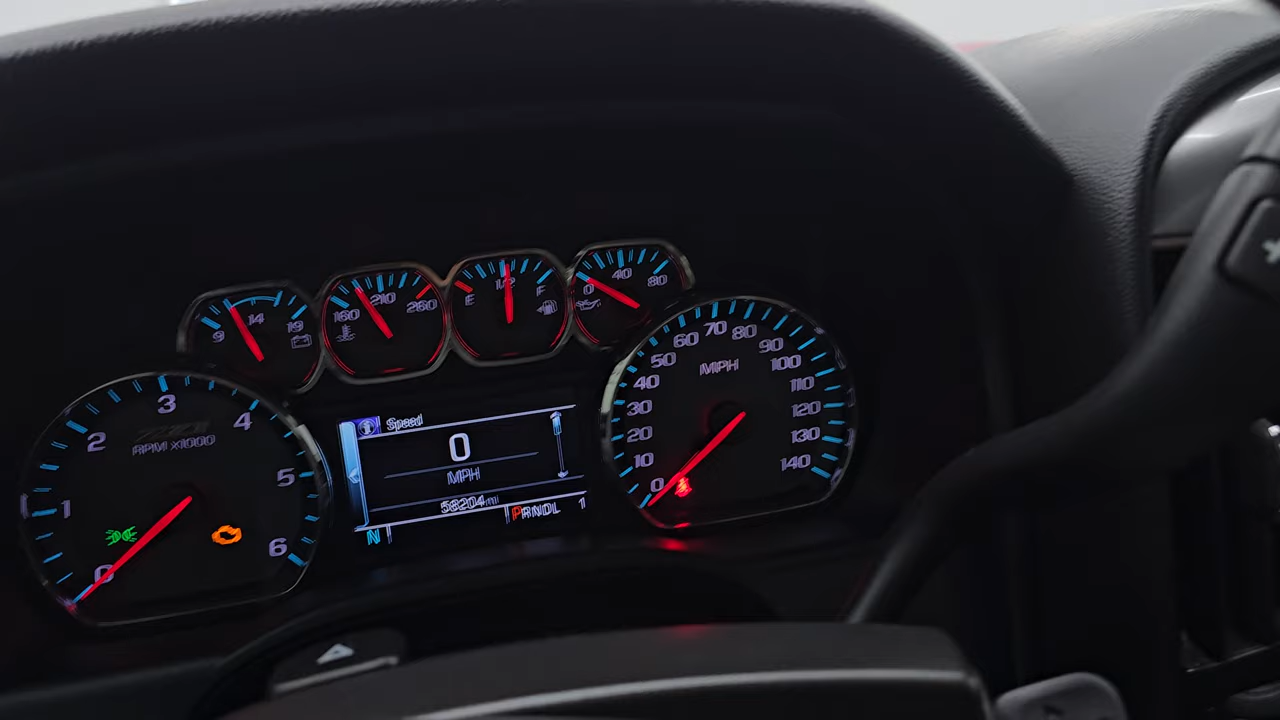 9 14 19
160 210 260
E 1/2 F
0 40 80
0 1 2 3 4 5 6
RPM X1000
Speed
0
MPH
58204 mi
N
PRNDL 1
MPH
0 10 20 30 40 50 60 70 80 90 100 110 120 130 140